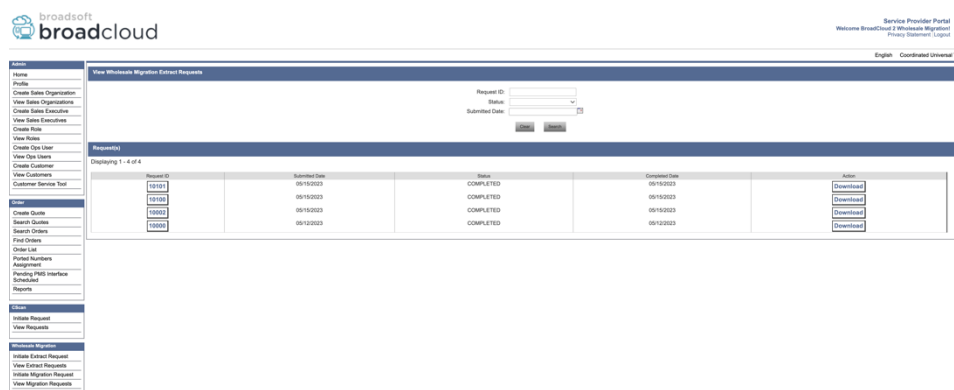 broadsoft
broadcloud
Service Provider Portal
Welcome BroadCloud 2 Wholesale Migration!
Privacy Statement Logout
English Coordinated Universal
Admin
Home
Profile
Create Sales Organization
View Sales Organizations
Create Sales Executive
View Sales Executives
Create Role
View Roles
Create Ops User
View Ops Users
Create Customer
View Customers
Customer Service Tool
Order
Create Quote
Search Quotes
Search Orders
Find Orders
Order List
Ported Numbers
Assignment
Pending PMS Interface
Scheduled
Reports
CScan
Initiate Request
View Requests
Wholesale Migration
Initiate Extract Request
View Extract Requests
Initiate Migration Request
View Migration Requests
View Wholesale Migration Extract Requests
Request ID:
Status:
Submitted Date:
Clear Search
Request(s)
Displaying 1 - 4 of 4
Request ID Submitted Date Status Completed Date Action
10101 05/15/2023 COMPLETED 05/15/2023 Download
10100 05/15/2023 COMPLETED 05/15/2023 Download
10002 05/15/2023 COMPLETED 05/15/2023 Download
10000 05/12/2023 COMPLETED 05/12/2023 Download